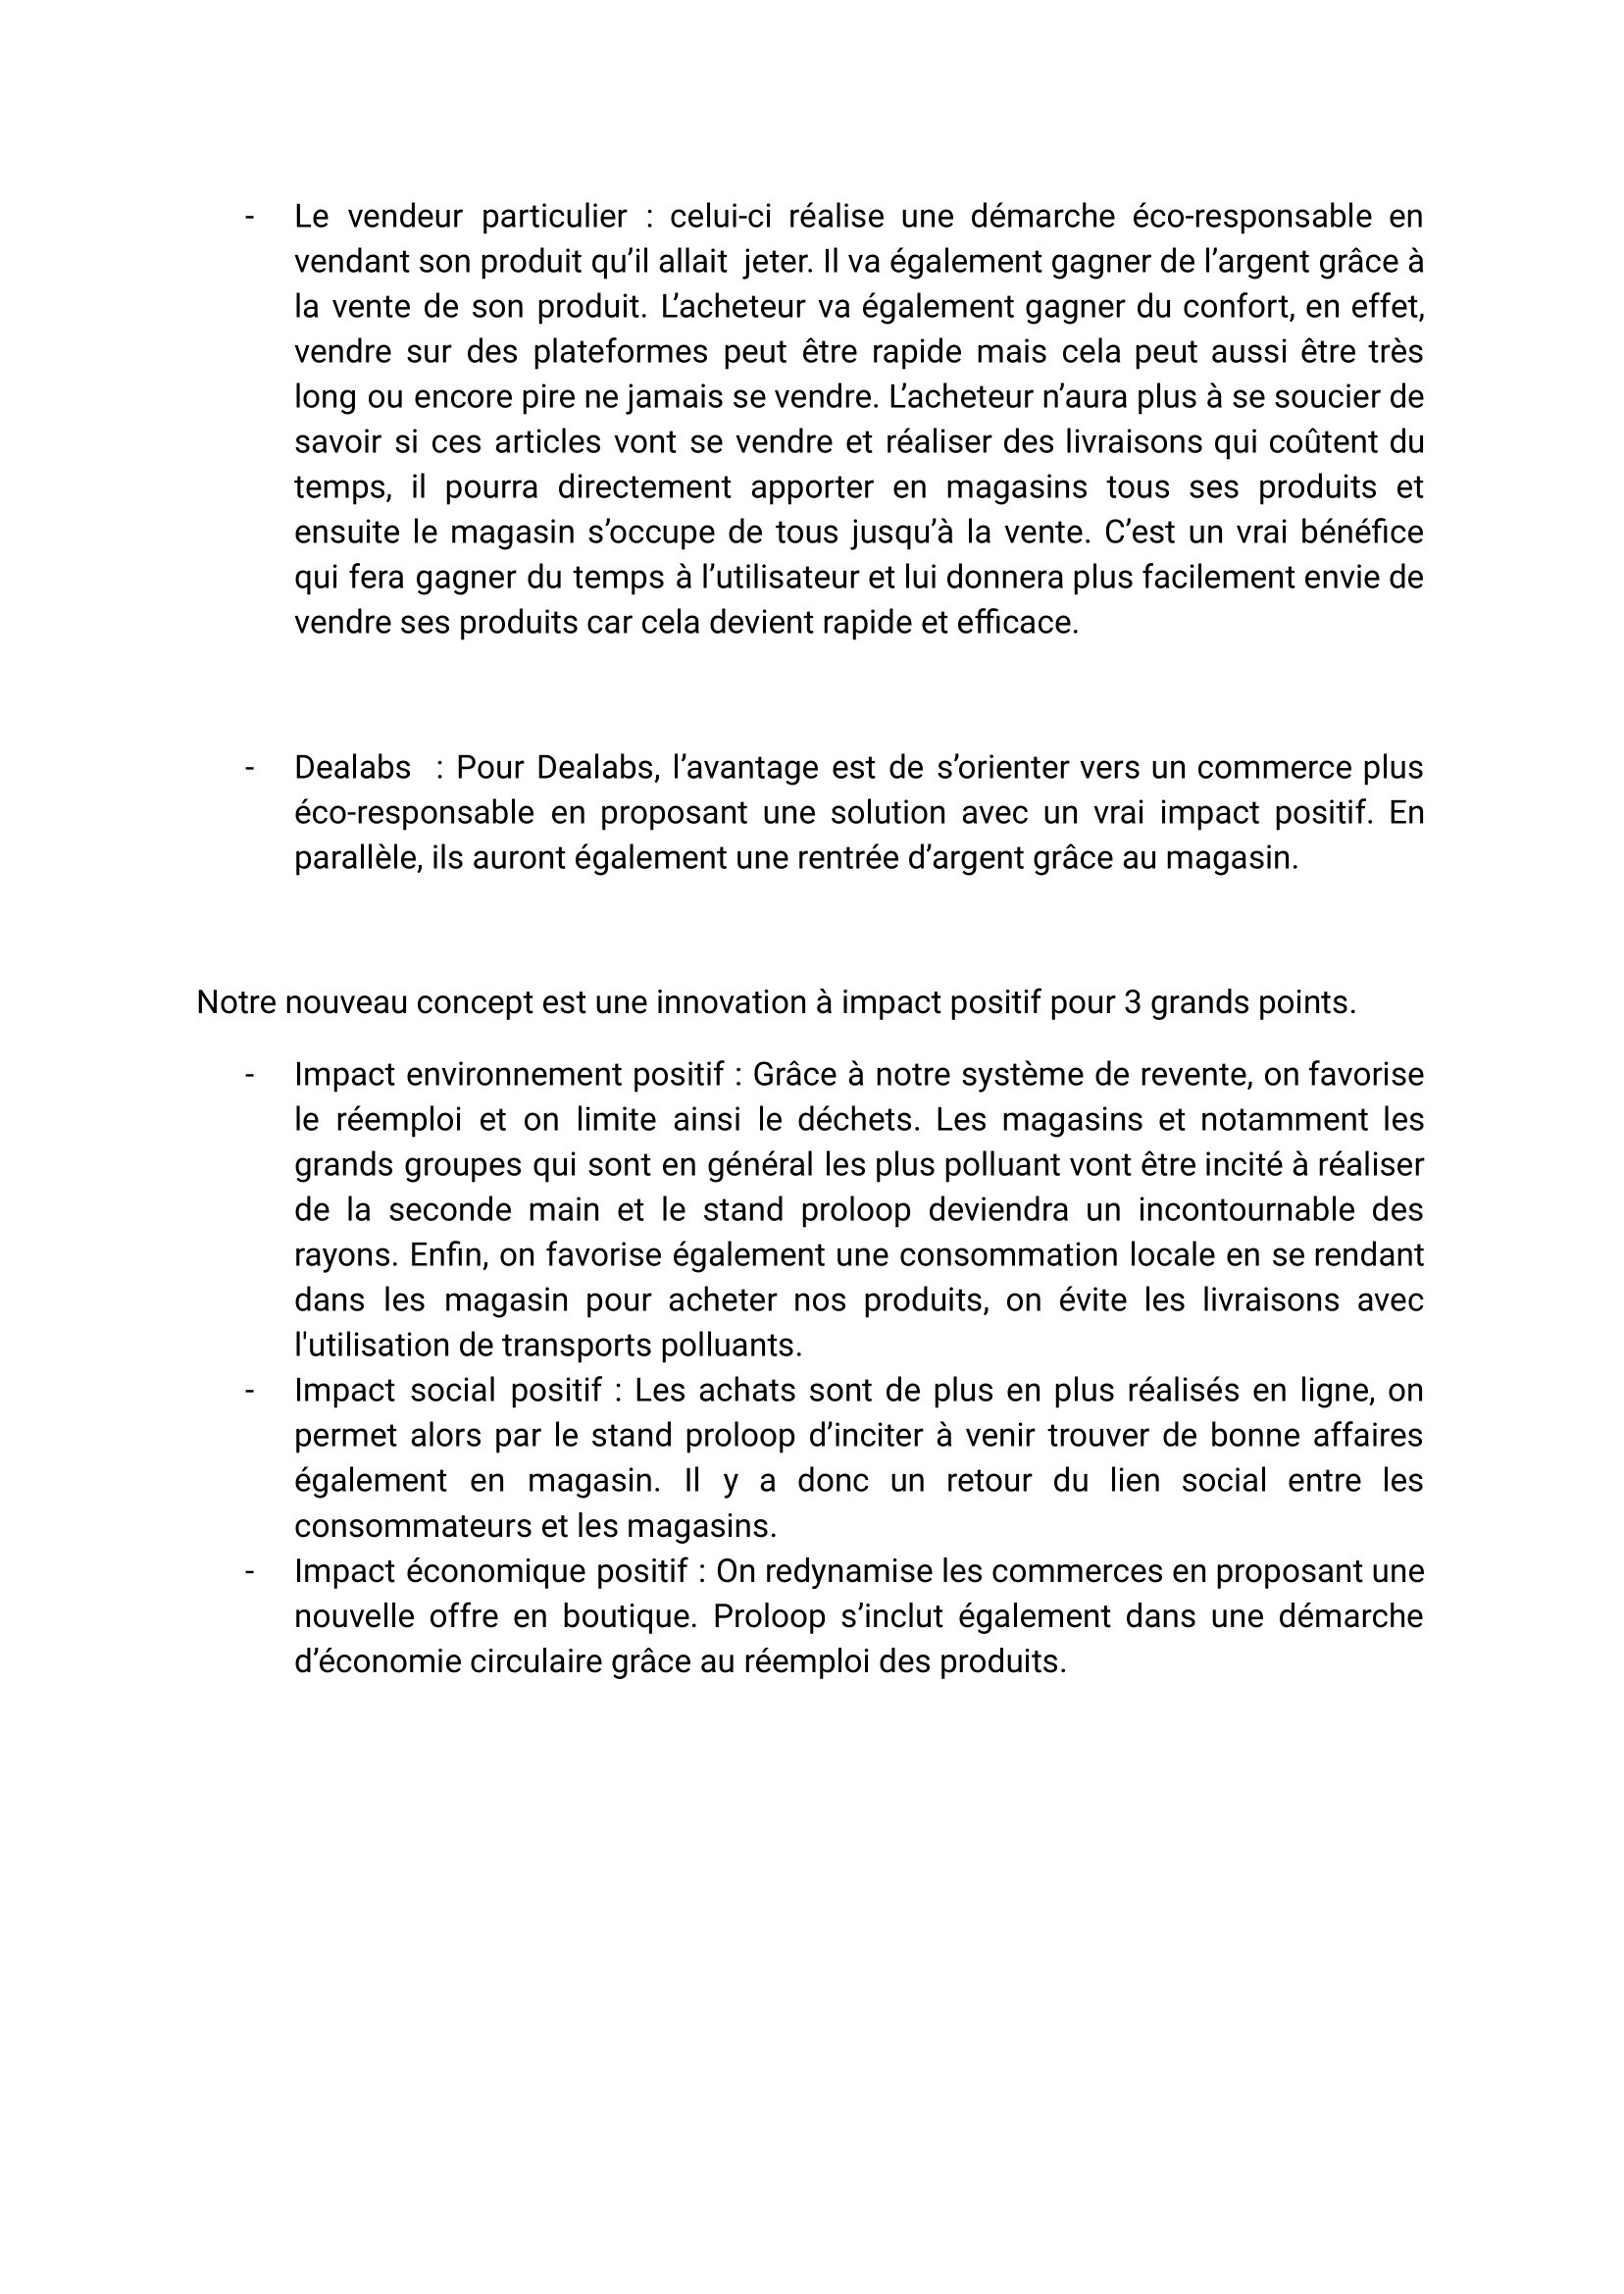 - Le vendeur particulier : celui-ci réalise une démarche éco-responsable en
vendant son produit qu’il allait  jeter. Il va également gagner de l’argent grâce à
la vente de son produit. L’acheteur va également gagner du confort, en effet,
vendre sur des plateformes peut être rapide mais cela peut aussi être très
long ou encore pire ne jamais se vendre. L’acheteur n’aura plus à se soucier de
savoir si ces articles vont se vendre et réaliser des livraisons qui coûtent du
temps, il pourra directement apporter en magasins tous ses produits et
ensuite le magasin s’occupe de tous jusqu’à la vente. C’est un vrai bénéfice
qui fera gagner du temps à l’utilisateur et lui donnera plus facilement envie de
vendre ses produits car cela devient rapide et efficace.
- Dealabs  : Pour Dealabs, l’avantage est de s’orienter vers un commerce plus
éco-responsable en proposant une solution avec un vrai impact positif. En
parallèle, ils auront également une rentrée d’argent grâce au magasin.
Notre nouveau concept est une innovation à impact positif pour 3 grands points.
- Impact environnement positif : Grâce à notre système de revente, on favorise
le réemploi et on limite ainsi le déchets. Les magasins et notamment les
grands groupes qui sont en général les plus polluant vont être incité à réaliser
de la seconde main et le stand proloop deviendra un incontournable des
rayons. Enfin, on favorise également une consommation locale en se rendant
dans les magasin pour acheter nos produits, on évite les livraisons avec
l'utilisation de transports polluants.
- Impact social positif : Les achats sont de plus en plus réalisés en ligne, on
permet alors par le stand proloop d’inciter à venir trouver de bonne affaires
également en magasin. Il y a donc un retour du lien social entre les
consommateurs et les magasins.
- Impact économique positif : On redynamise les commerces en proposant une
nouvelle offre en boutique. Proloop s’inclut également dans une démarche
d’économie circulaire grâce au réemploi des produits.